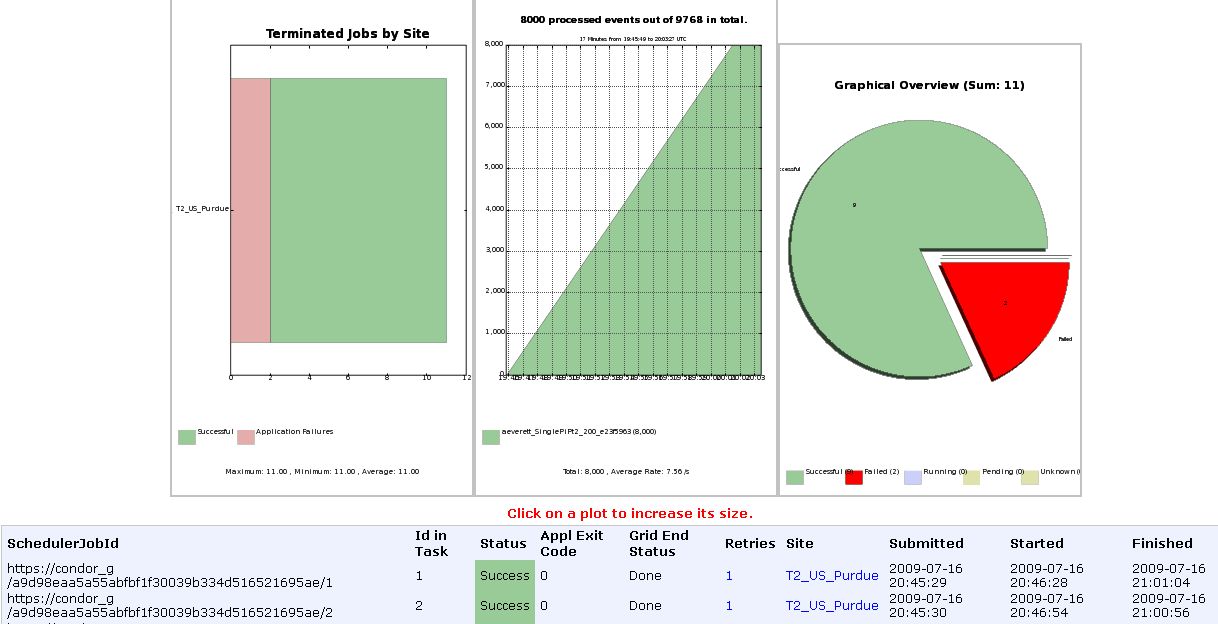 Terminated Jobs by Site
T2_US_Purdue
0 2 4 6 8 10 12
Successful Application Failures
Maximum: 11.00 , Minimum: 11.00 , Average: 11.00
8000 processed events out of 9768 in total.
17 Minutes from 19:45:49 to 20:03:27 UTC
8,000
7,000
6,000
5,000
4,000
3,000
2,000
1,000
0
aeverett_SinglePiPt2_200_e23f5963 (8,000)
Total: 8,000 , Average Rate: 7.56 /s
Graphical Overview (Sum: 11)
ccessful
9
2
Failed
Successful (9) Failed (2) Running (0) Pending (0) Unknown (
Click on a plot to increase its size.
SchedulerJobId Id in Task Status Appl Exit Code Grid End Status Retries Site Submitted Started Finished
https://condor_g
/a9d98eaa5a55abfbf1f30039b334d516521695ae/1 1 Success 0 Done 1 T2_US_Purdue 2009-07-16 20:45:29 2009-07-16 20:46:28 2009-07-16 21:01:04
https://condor_g
/a9d98eaa5a55abfbf1f30039b334d516521695ae/2 2 Success 0 Done 1 T2_US_Purdue 2009-07-16 20:45:30 2009-07-16 20:46:54 2009-07-16 21:00:56